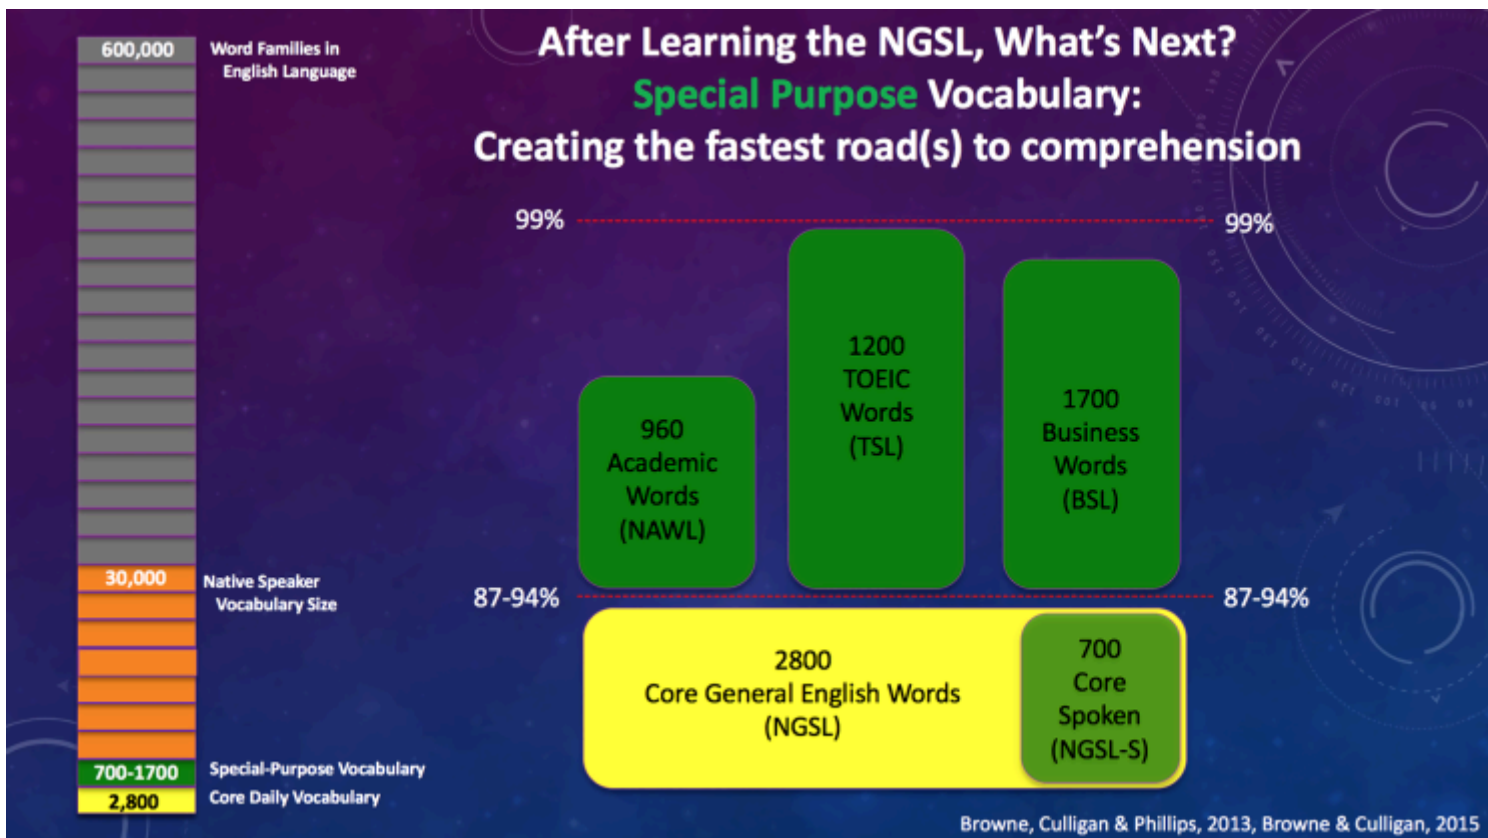 After Learning the NGSL, What's Next?
Special Purpose Vocabulary:
Creating the fastest road(s) to comprehension
600,000
Word Families in
English Language
30,000
Native Speaker
Vocabulary Size
700-1700
Special-Purpose Vocabulary
2,800
Core Daily Vocabulary
99%
99%
960
Academic
Words
(NAWL)
1200
TOEIC
Words
(TSL)
1700
Business
Words
(BSL)
87-94%
87-94%
2800
Core General English Words
(NGSL)
700
Core
Spoken
(NGSL-S)
Browne, Culligan & Phillips, 2013, Browne & Culligan, 2015